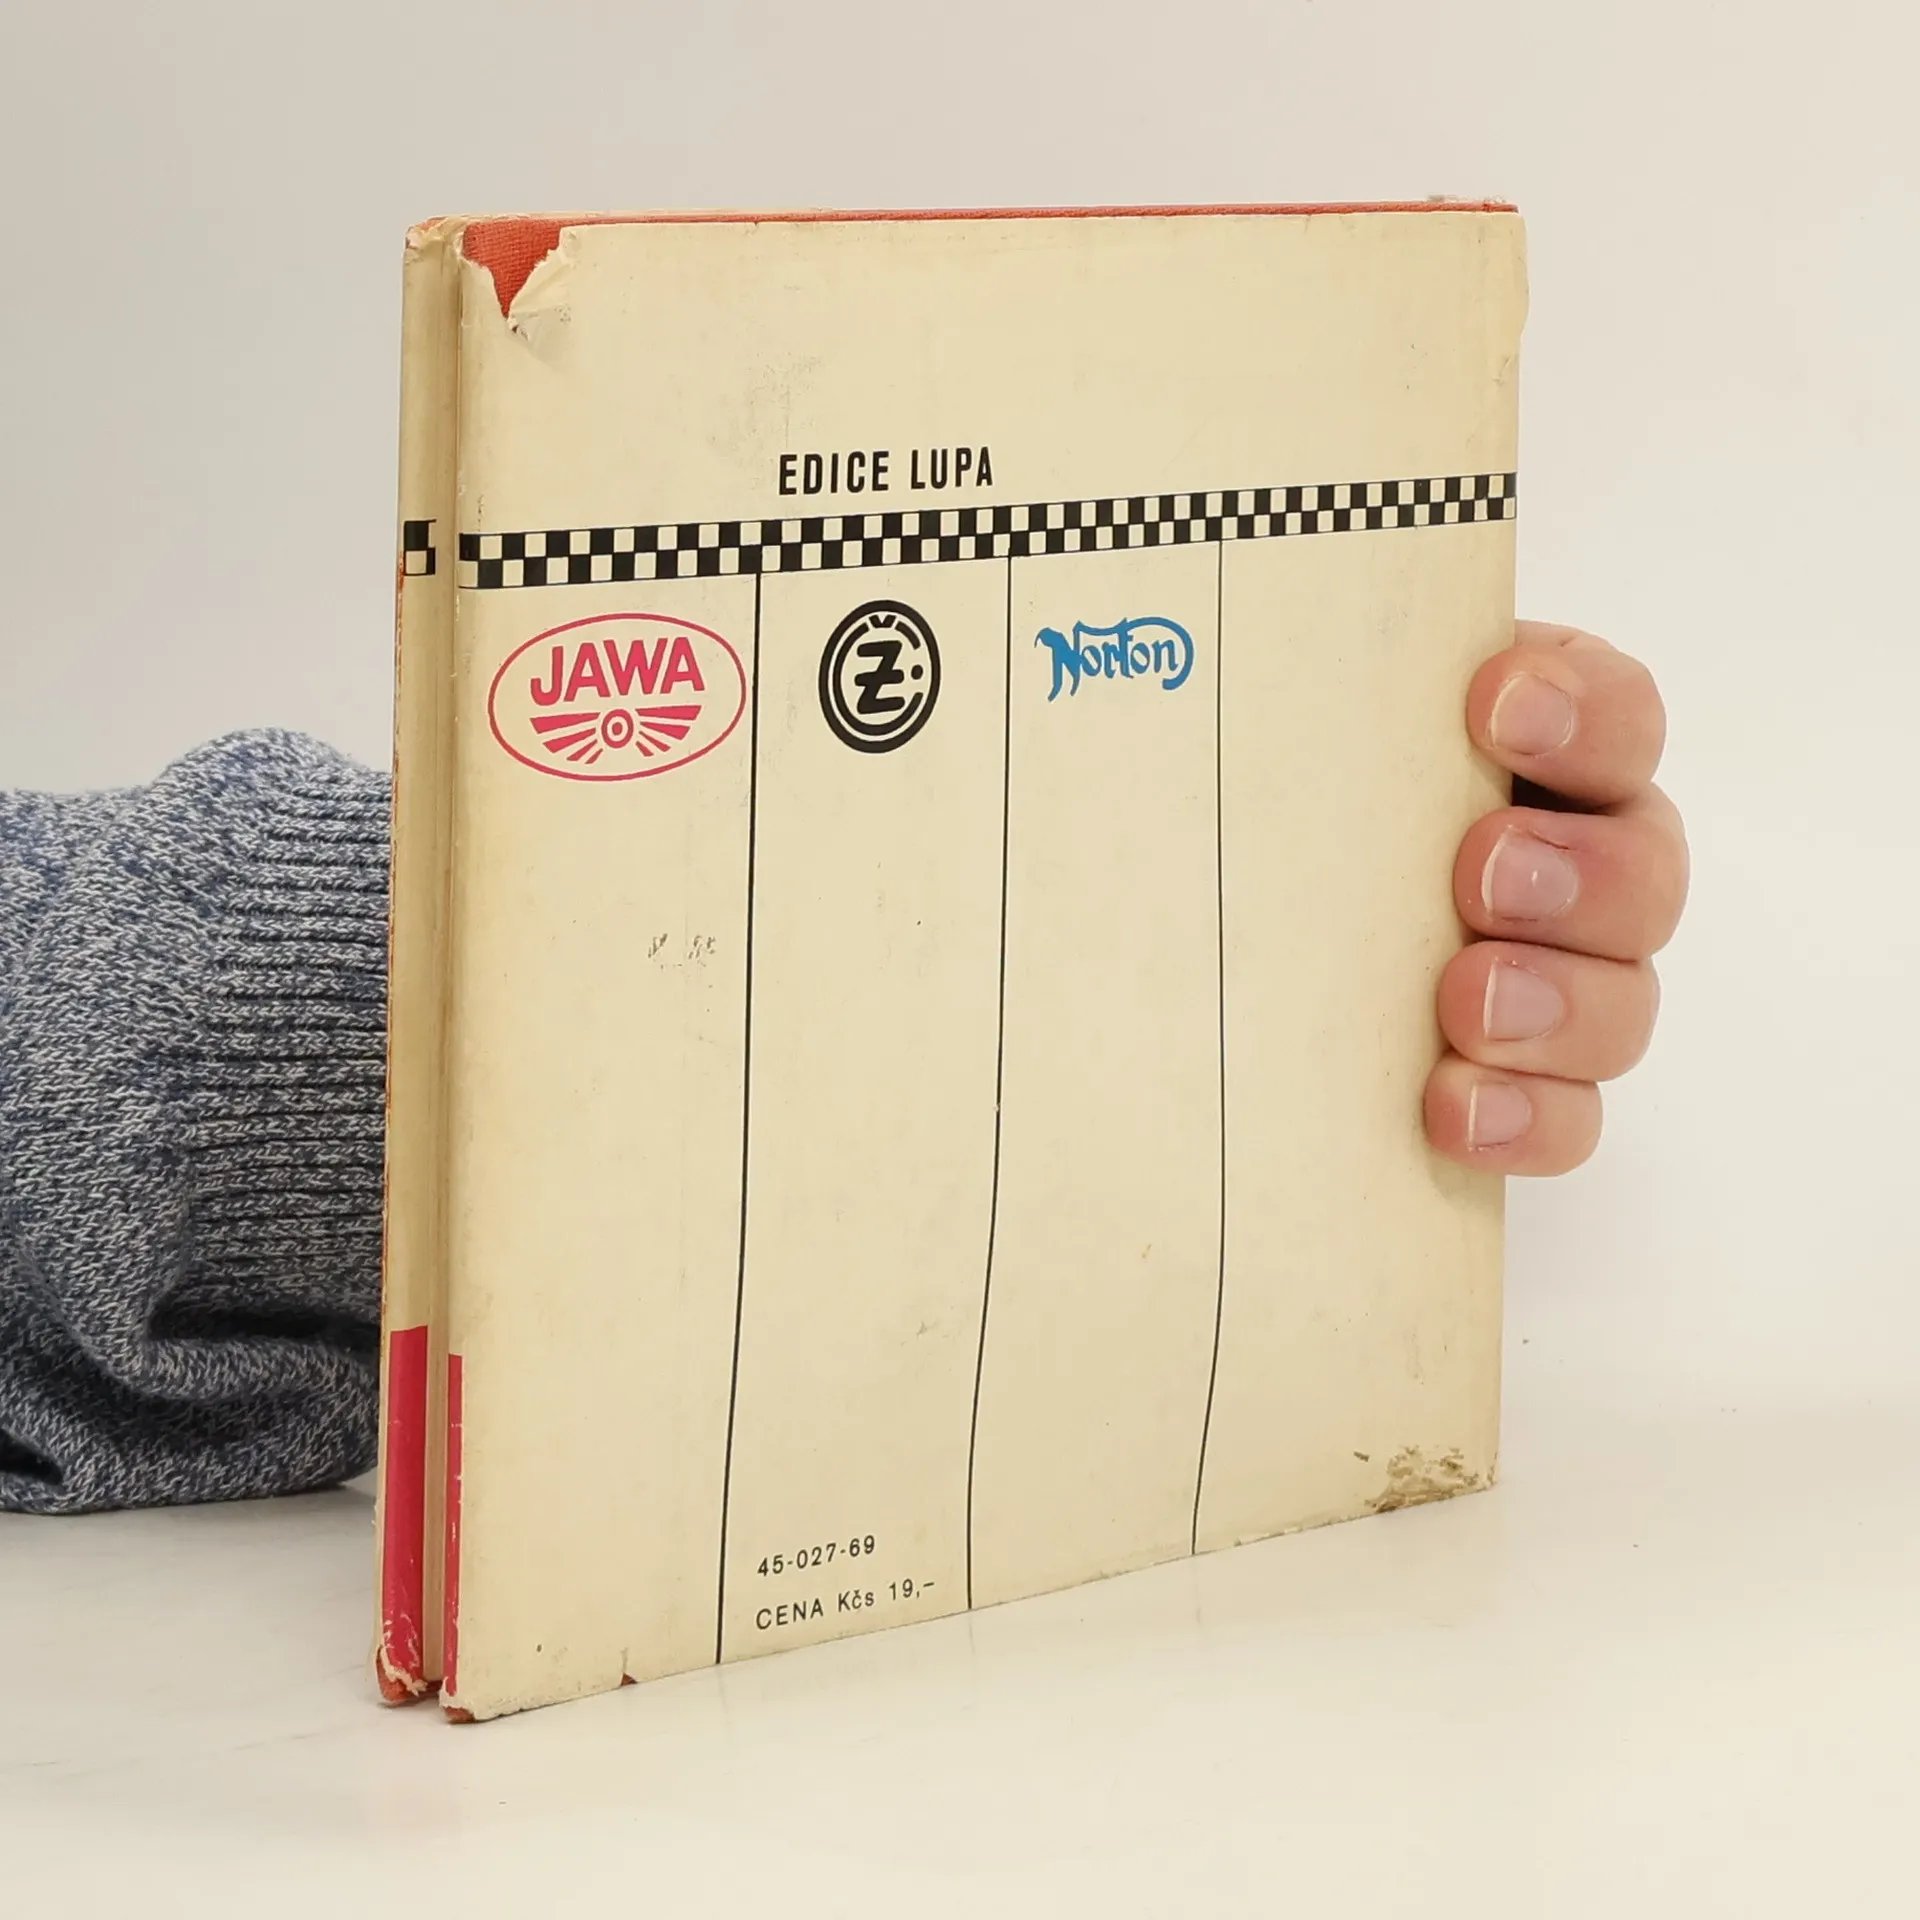 EDICE LUPA
JAWA
ČZ
Norton
45-027-69
CENA Kčs 19,–